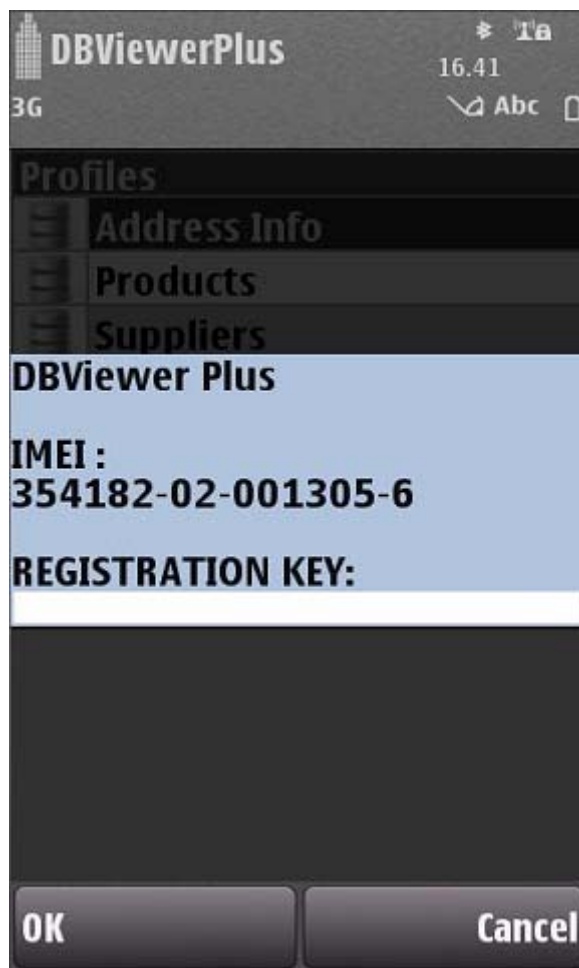 DBViewerPlus
16.41
3G
Abc
Profiles
Address Info
Products
Suppliers
DBViewer Plus
IMEI :
354182-02-001305-6
REGISTRATION KEY:
OK
Cancel